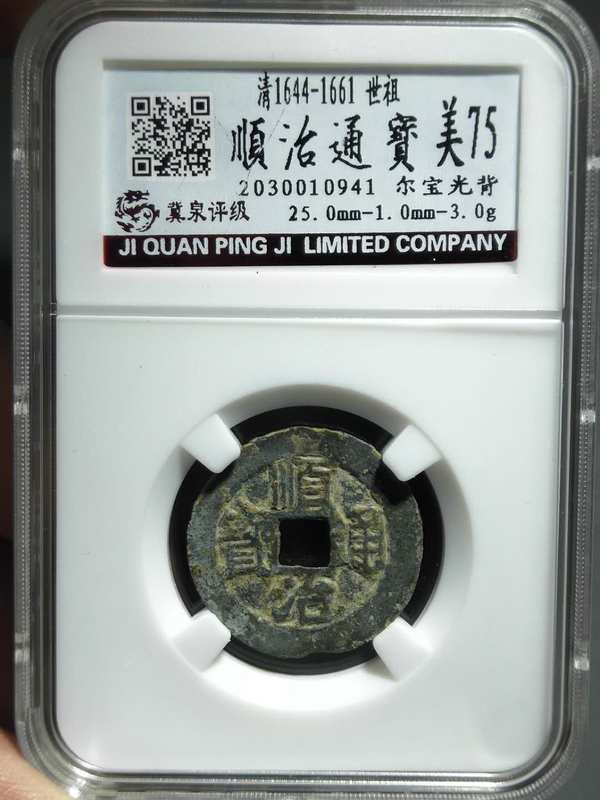 清1644-1661 世祖
順治通寳 美75
2030010941 尔宝光背
冀泉评级 25.0mm-1.0mm-3.0g
JI QUAN PING JI LIMITED COMPANY
順
治
通
寳